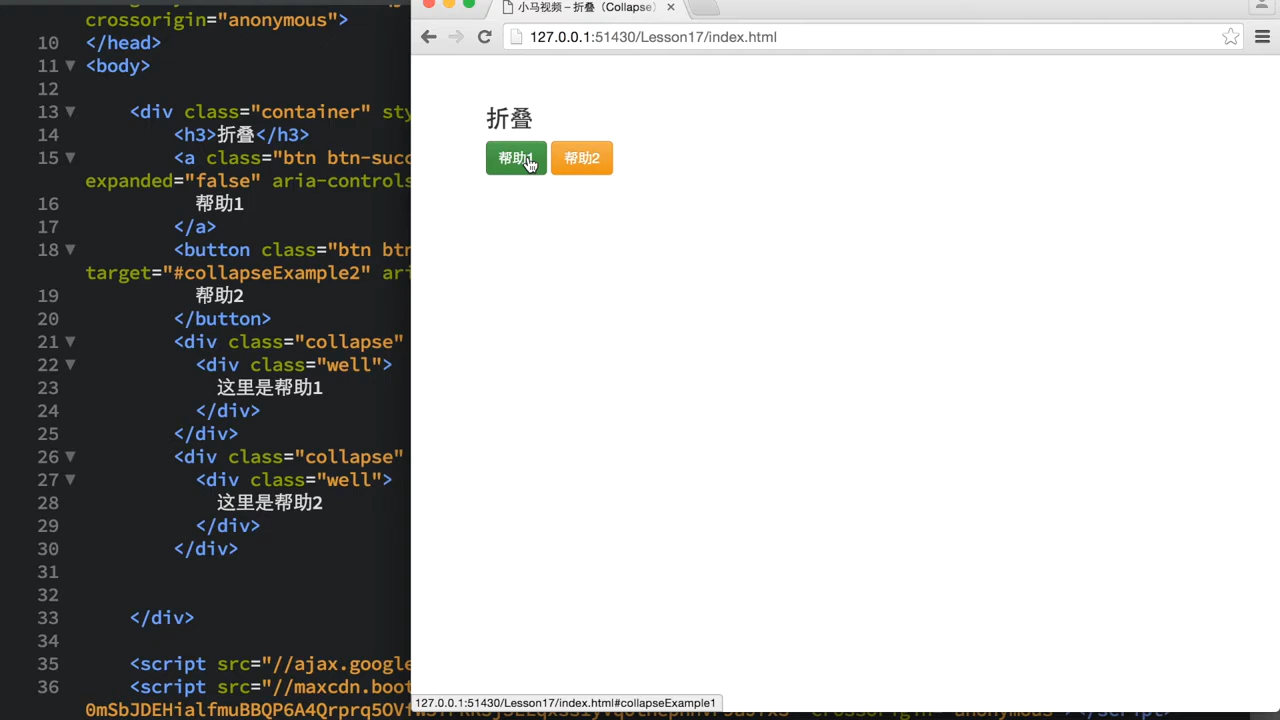 crossorigin="anonymous">
10 </head>
11 <body>
12
13 <div class="container" sty
14 <h3>折叠</h3>
15 <a class="btn btn-succ
expanded="false" aria-controls
16 帮助1
17 </a>
18 <button class="btn btn
target="#collapseExample2" ari
19 帮助2
20 </button>
21 <div class="collapse"
22 <div class="well">
23 这里是帮助1
24 </div>
25 </div>
26 <div class="collapse"
27 <div class="well">
28 这里是帮助2
29 </div>
30 </div>
31
32
33 </div>
34
35 <script src="//ajax.google
36 <script src="//maxcdn.boot
小马视频 – 折叠（Collapse）
127.0.0.1:51430/Lesson17/index.html
折叠
帮助1 帮助2
127.0.0.1:51430/Lesson17/index.html#collapseExample1